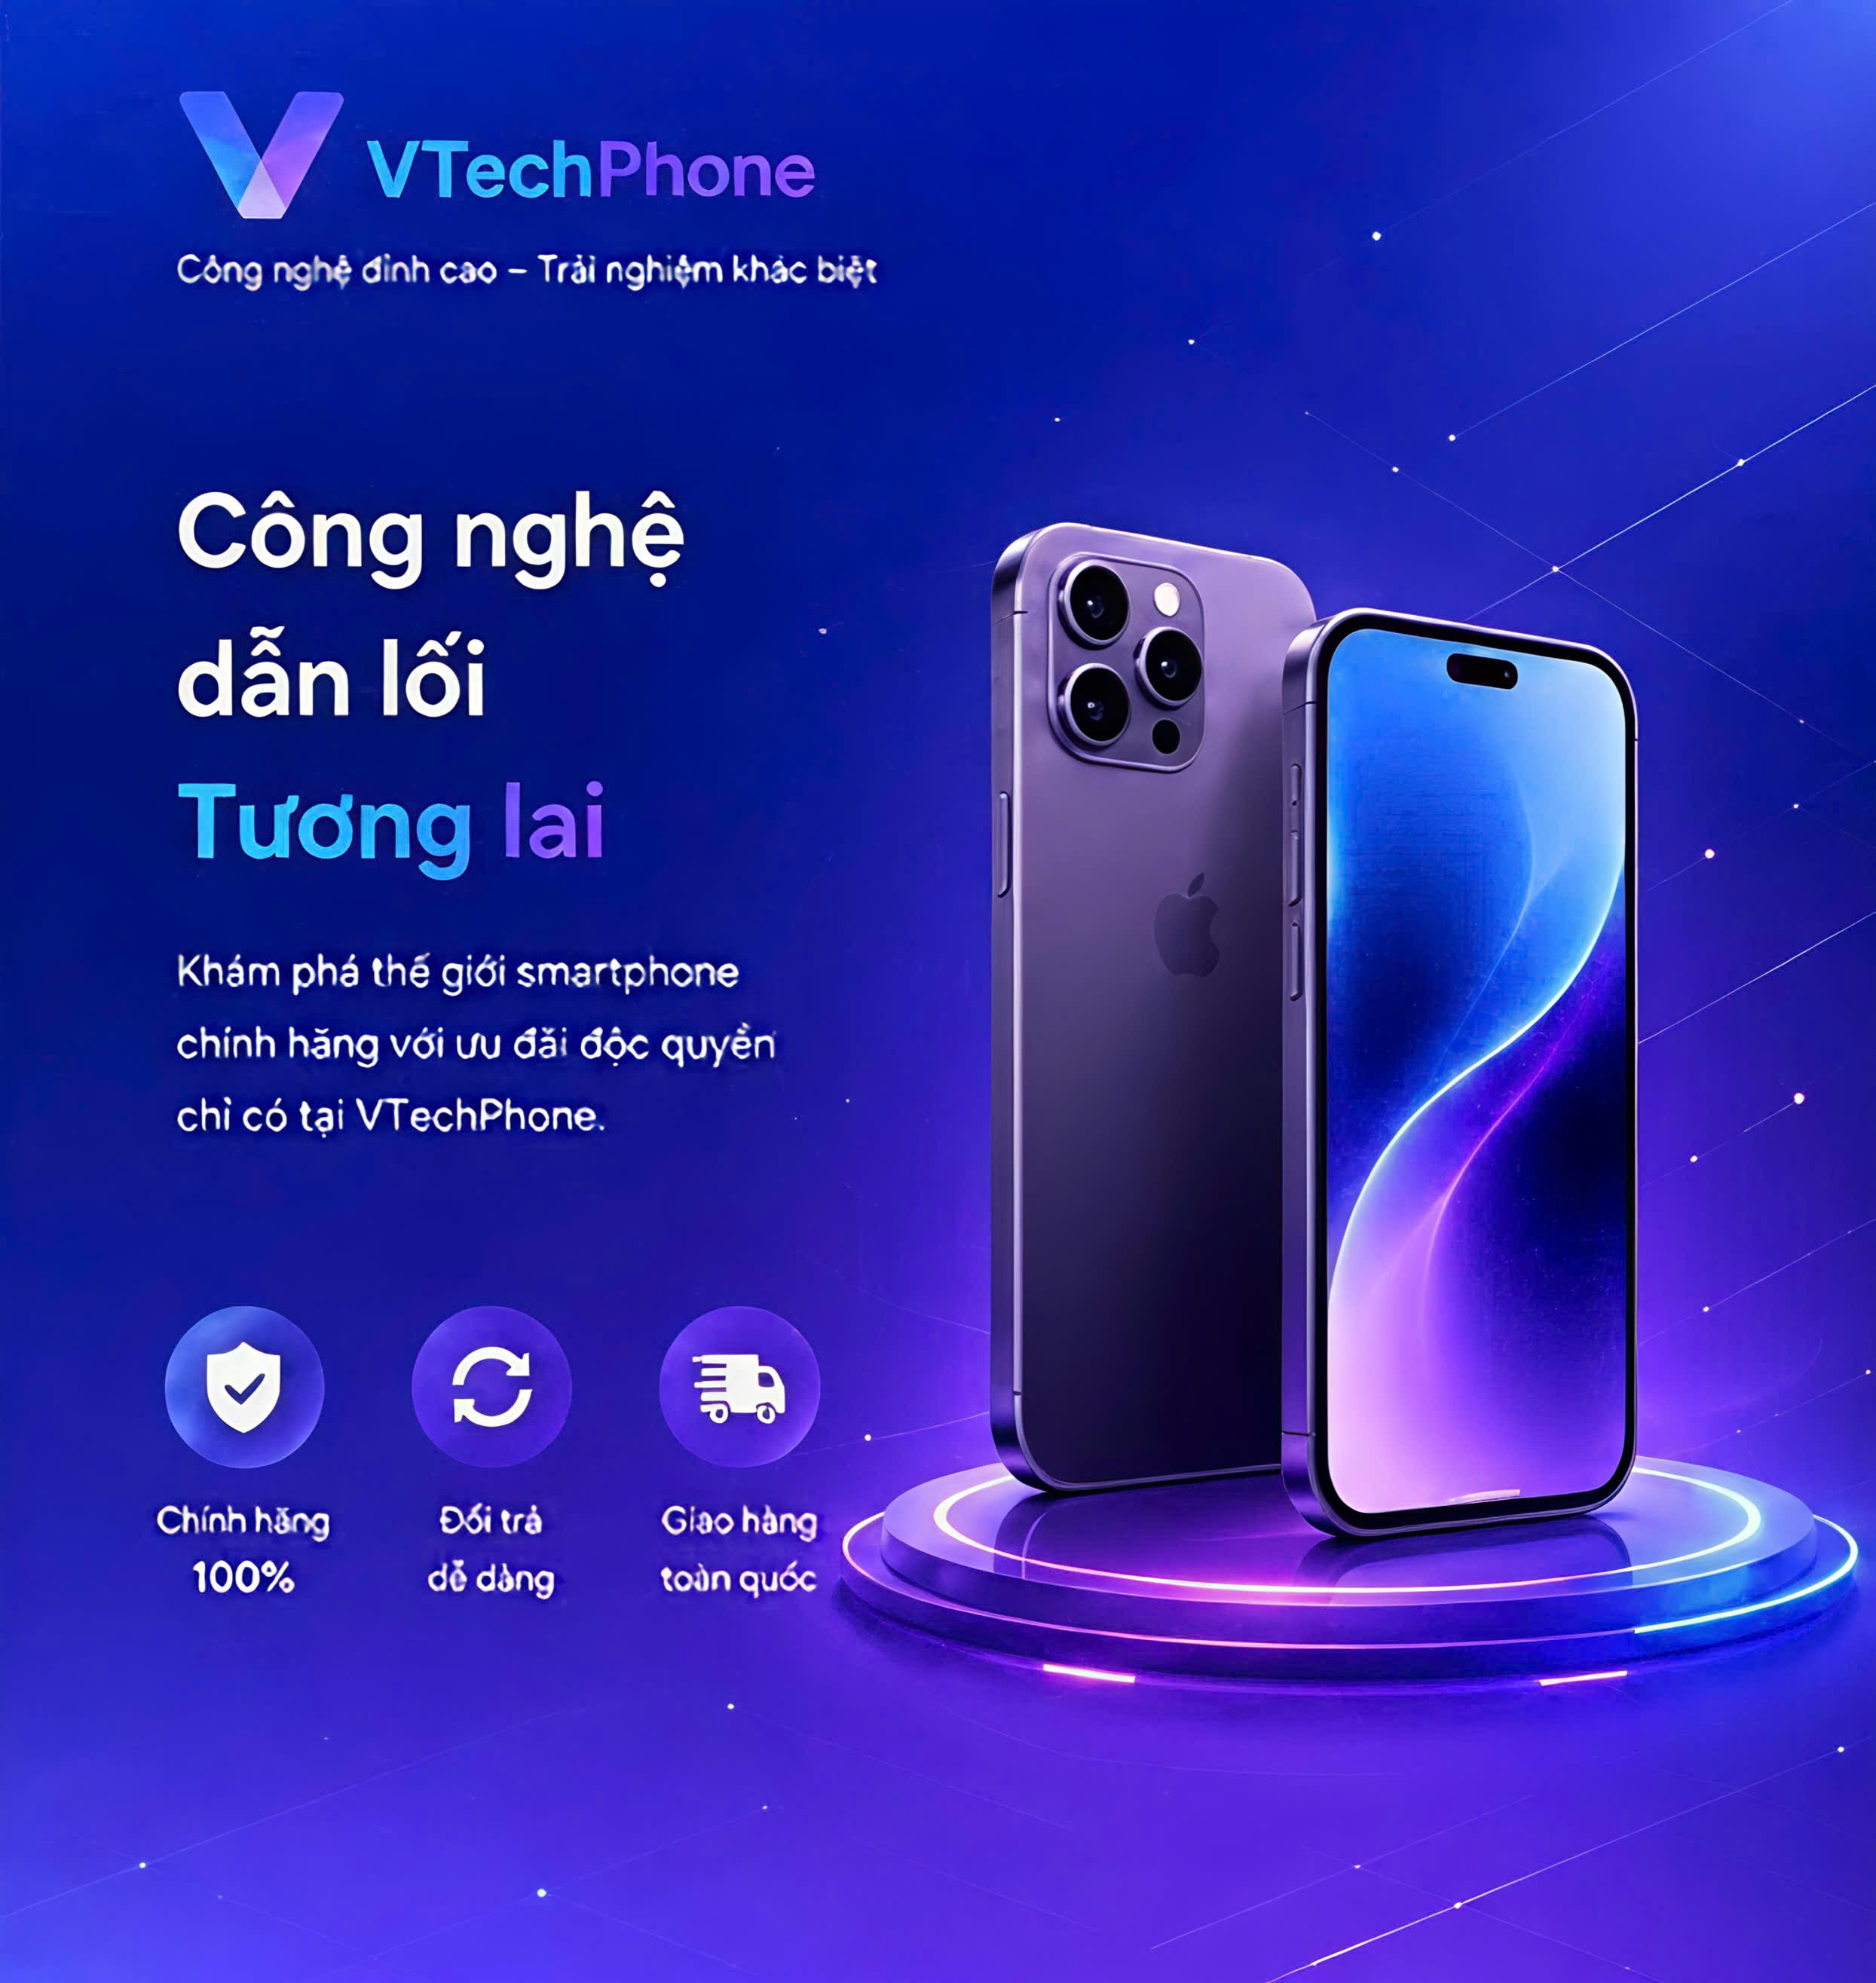 VTechPhone
Công nghệ đỉnh cao – Trải nghiệm khác biệt
Công nghệ
dẫn lối
Tương lai
Khám phá thế giới smartphone
chính hãng với ưu đãi độc quyền
chỉ có tại VTechPhone.
Chính hãng
100%
Đổi trả
dễ dàng
Giao hàng
toàn quốc